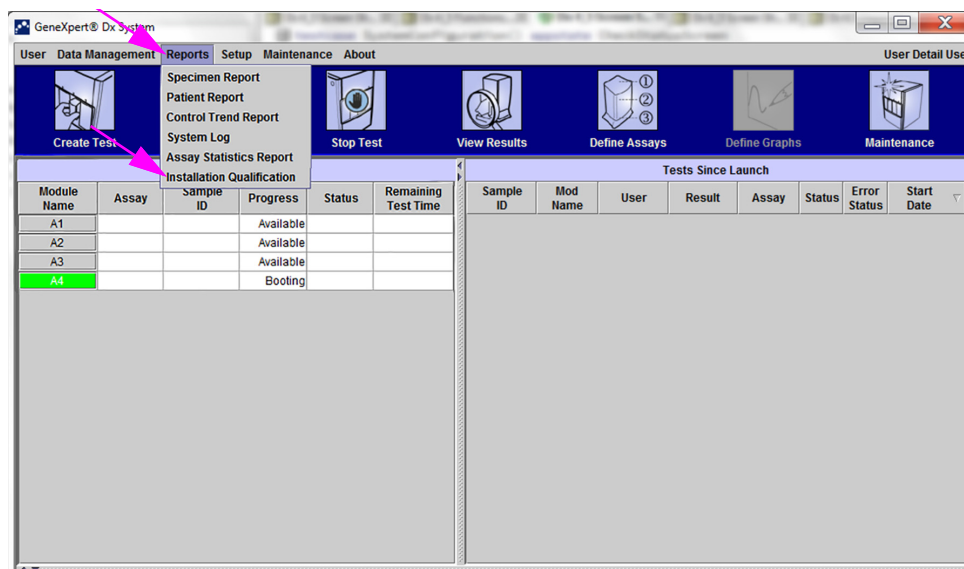 GeneXpert® Dx System
User Data Management Reports Setup Maintenance About User Detail Use
Specimen Report
Patient Report
Control Trend Report
System Log
Assay Statistics Report
Installation Qualification
Create Test Stop Test View Results Define Assays Define Graphs Maintenance
Tests Since Launch
Module Name Assay Sample ID Progress Status Remaining Test Time
Sample ID Mod Name User Result Assay Status Error Status Start Date
A1 Available
A2 Available
A3 Available
A4 Booting